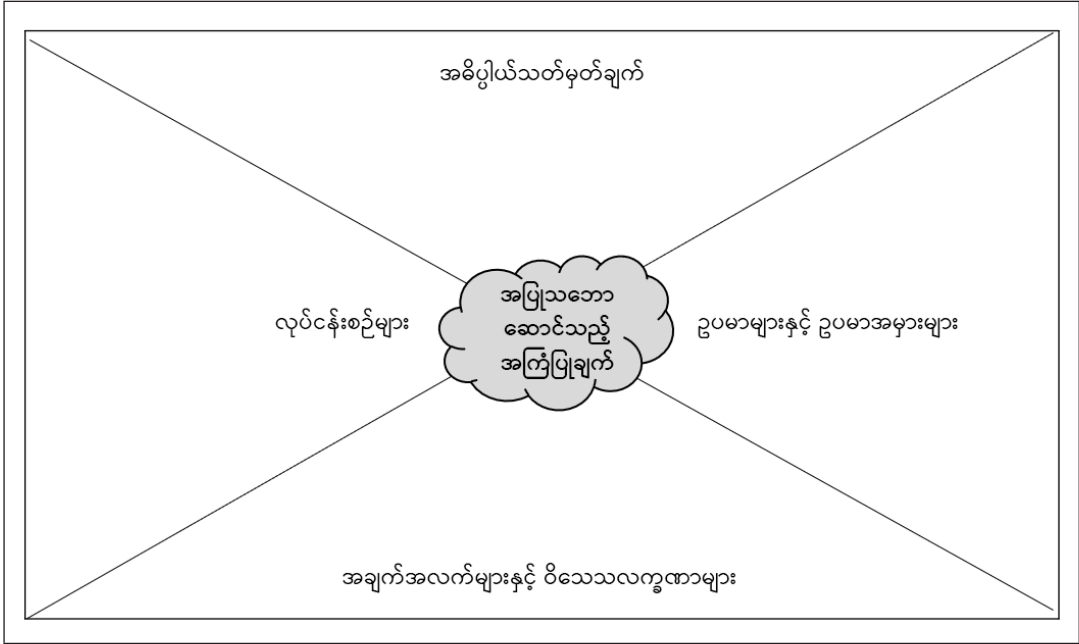 အဓိပ္ပါယ်သတ်မှတ်ချက်
လုပ်ငန်းစဉ်များ
အပြုသဘော
ဆောင်သည့်
အကြံပြုချက်
ဥပမာများနှင့် ဥပမာအမှားများ
အချက်အလက်များနှင့် ဝိသေသလက္ခဏာများ